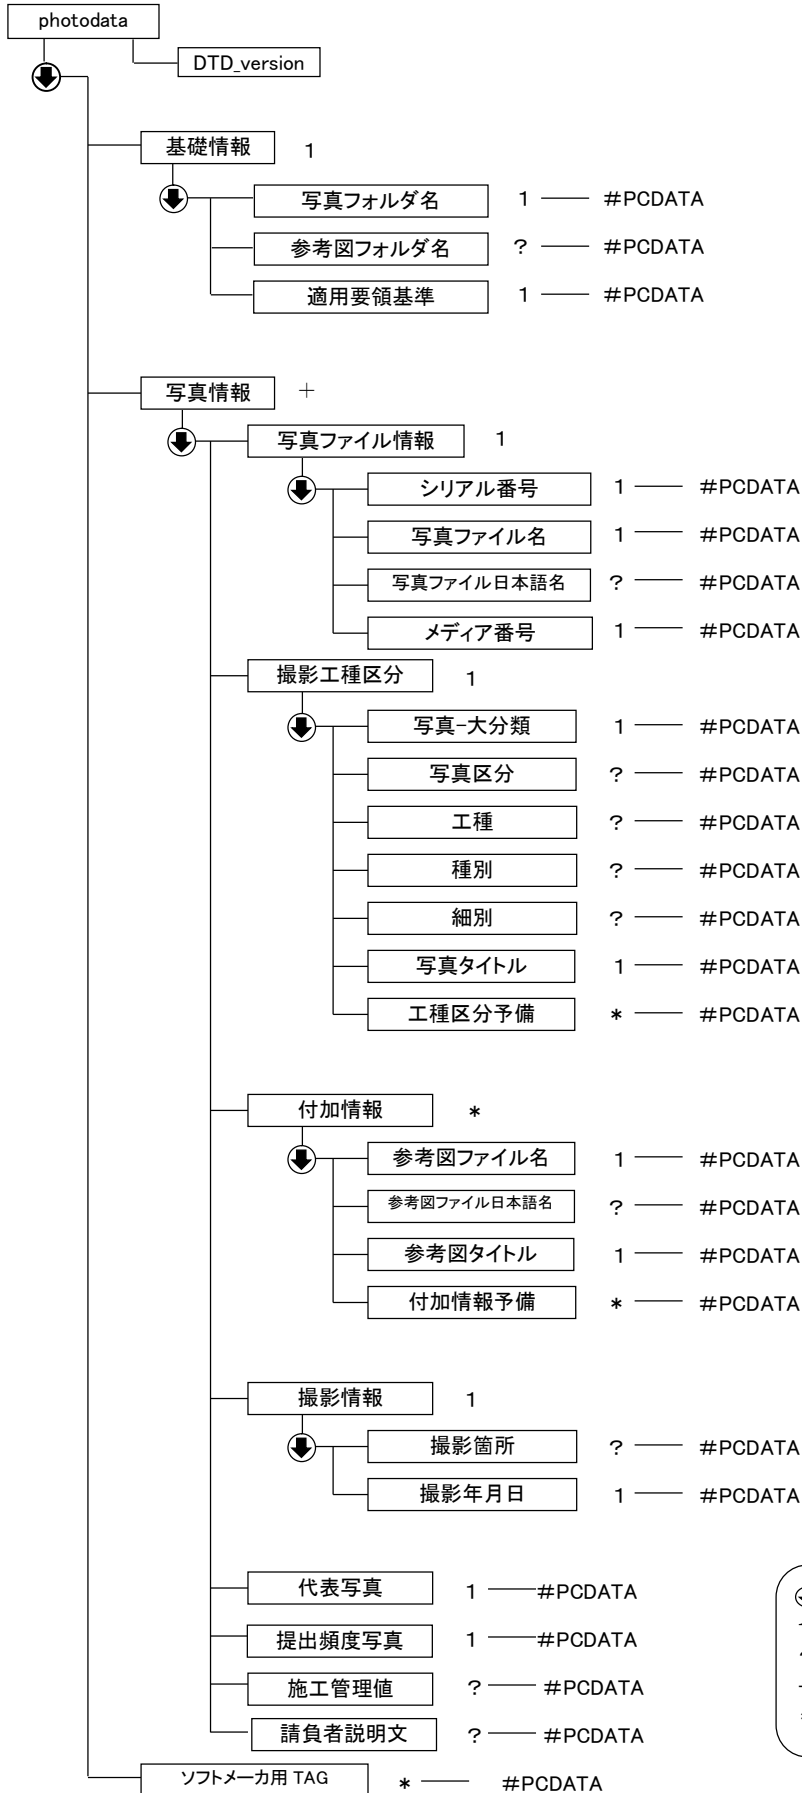 photodata
DTD_version
基礎情報 1
写真フォルダ名 1 #PCDATA
参考図フォルダ名 ? #PCDATA
適用要領基準 1 #PCDATA
写真情報 +
写真ファイル情報 1
シリアル番号 1 #PCDATA
写真ファイル名 1 #PCDATA
写真ファイル日本語名 ? #PCDATA
メディア番号 1 #PCDATA
撮影工種区分 1
写真-大分類 1 #PCDATA
写真区分 ? #PCDATA
工種 ? #PCDATA
種別 ? #PCDATA
細別 ? #PCDATA
写真タイトル 1 #PCDATA
工種区分予備 * #PCDATA
付加情報 *
参考図ファイル名 1 #PCDATA
参考図ファイル日本語名 ? #PCDATA
参考図タイトル 1 #PCDATA
付加情報予備 * #PCDATA
撮影情報 1
撮影箇所 ? #PCDATA
撮影年月日 1 #PCDATA
代表写真 1 #PCDATA
提出頻度写真 1 #PCDATA
施工管理値 ? #PCDATA
請負者説明文 ? #PCDATA
ソフトメーカ用 TAG * #PCDATA